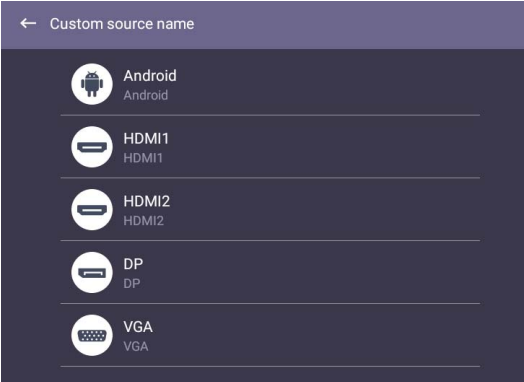 Custom source name
Android
Android
HDMI1
HDMI1
HDMI2
HDMI2
DP
DP
VGA
VGA